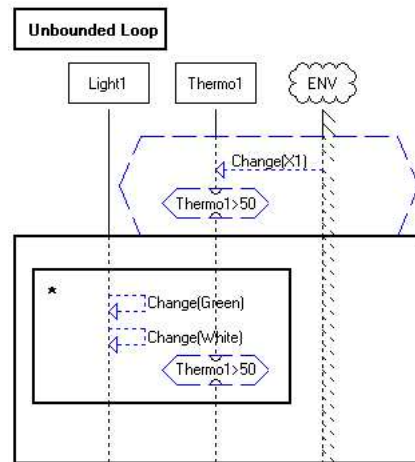 Unbounded Loop
Light1 Thermo1 ENV
Change(X1)
Thermo1>50
*
Change(Green)
Change(White)
Thermo1>50